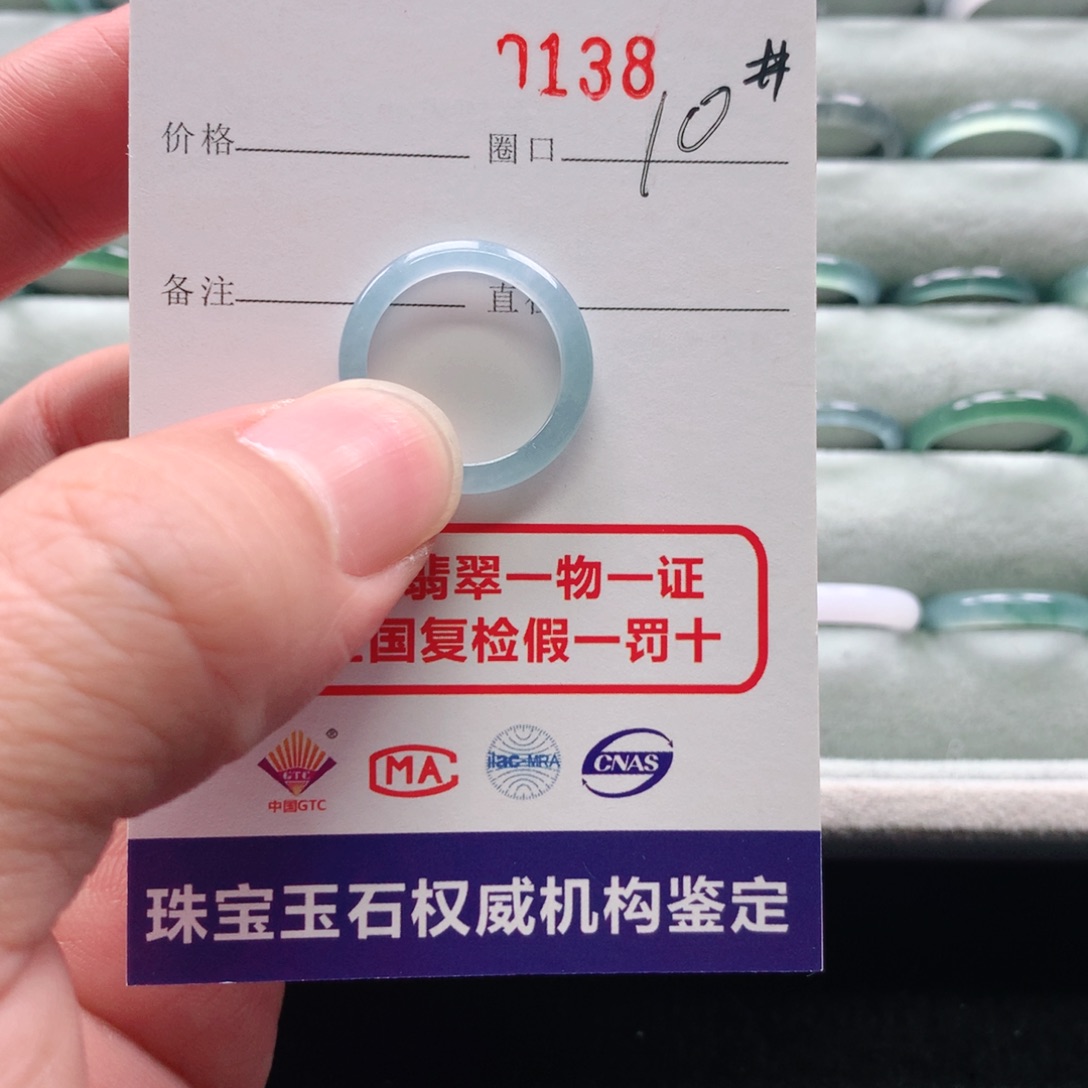 7138
10#
价格 圈口
备注 直径
翡翠一物一证
国复检假一罚十
GTC ® MA ilac-MRA CNAS
中国GTC
珠宝玉石权威机构鉴定